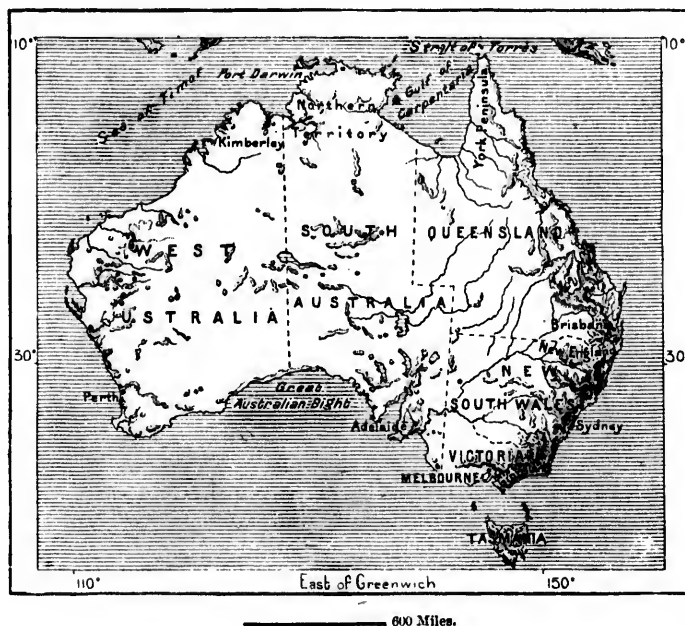 10°
10°
Strait of Torres
Sea of Timor
Port Darwin
Gulf of
Carpentaria
York Peninsula
Northern
Territory
Kimberley
SOUTH
QUEENSLAND
WEST
AUSTRALIA
USTRALIA
Brisbane
New England
30°
30°
NEW
Great
Australian Bight
Perth
SOUTH WALES
Adelaide
Sydney
VICTORIA
MELBOURNE
TASMANIA
110°
East of Greenwich
150°
600 Miles.